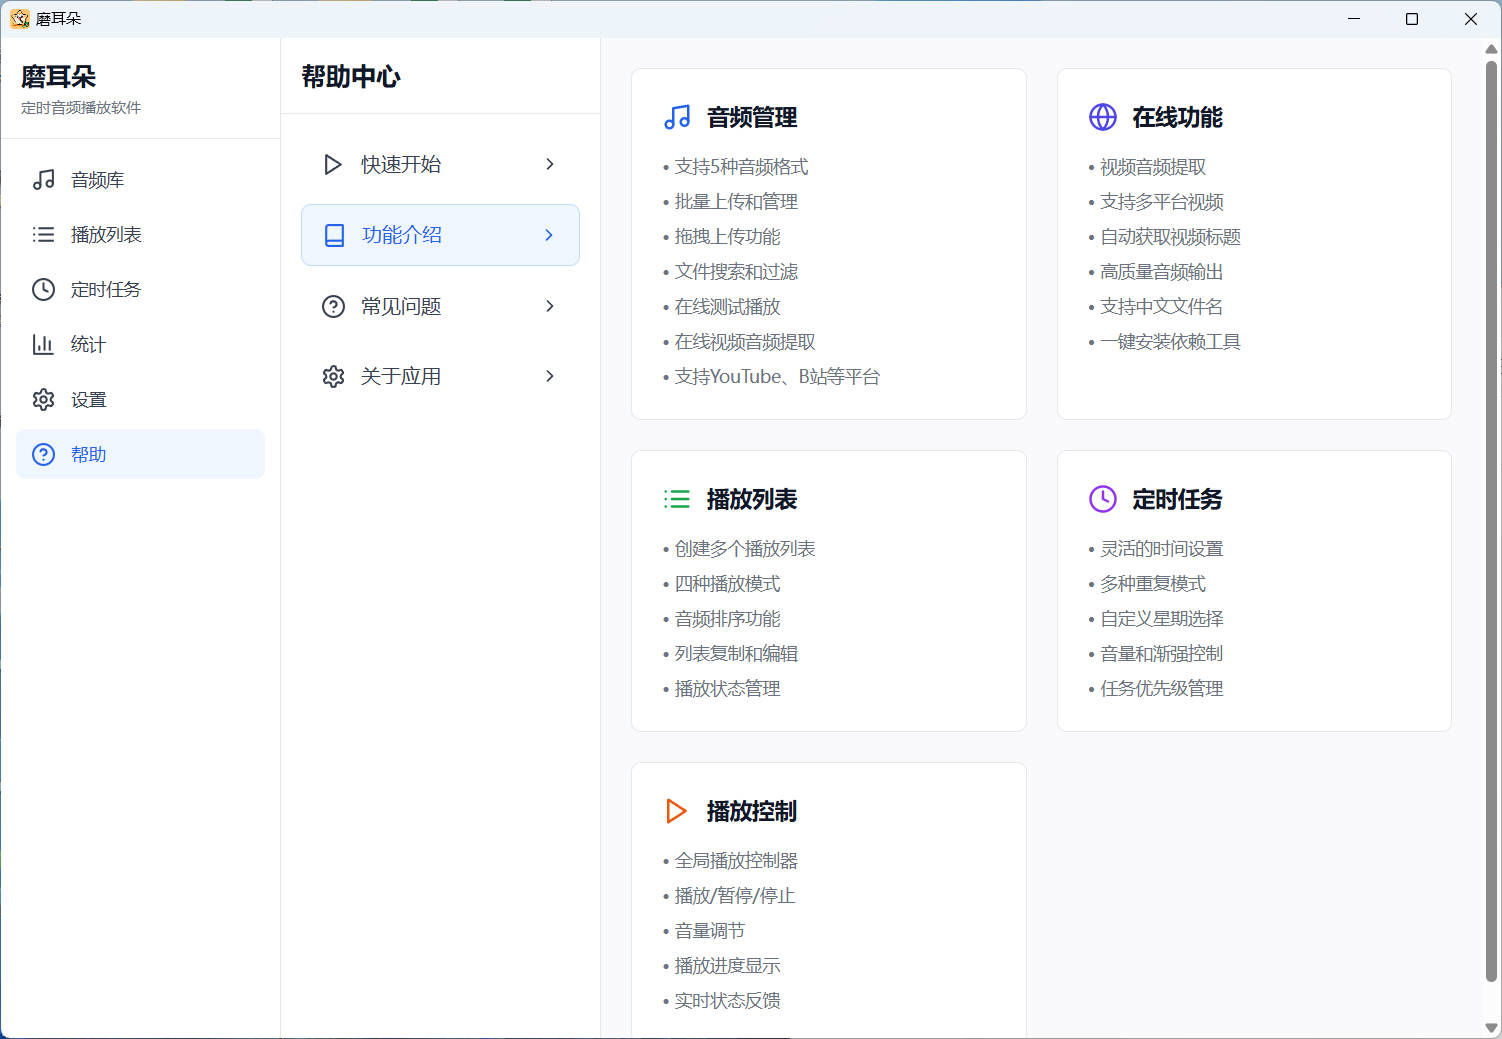 磨耳朵
磨耳朵
定时音频播放软件
音频库
播放列表
定时任务
统计
设置
帮助
帮助中心
快速开始
功能介绍
常见问题
关于应用
音频管理
• 支持5种音频格式
• 批量上传和管理
• 拖拽上传功能
• 文件搜索和过滤
• 在线测试播放
• 在线视频音频提取
• 支持YouTube、B站等平台
在线功能
• 视频音频提取
• 支持多平台视频
• 自动获取视频标题
• 高质量音频输出
• 支持中文文件名
• 一键安装依赖工具
播放列表
• 创建多个播放列表
• 四种播放模式
• 音频排序功能
• 列表复制和编辑
• 播放状态管理
定时任务
• 灵活的时间设置
• 多种重复模式
• 自定义星期选择
• 音量和渐强控制
• 任务优先级管理
播放控制
• 全局播放控制器
• 播放/暂停/停止
• 音量调节
• 播放进度显示
• 实时状态反馈